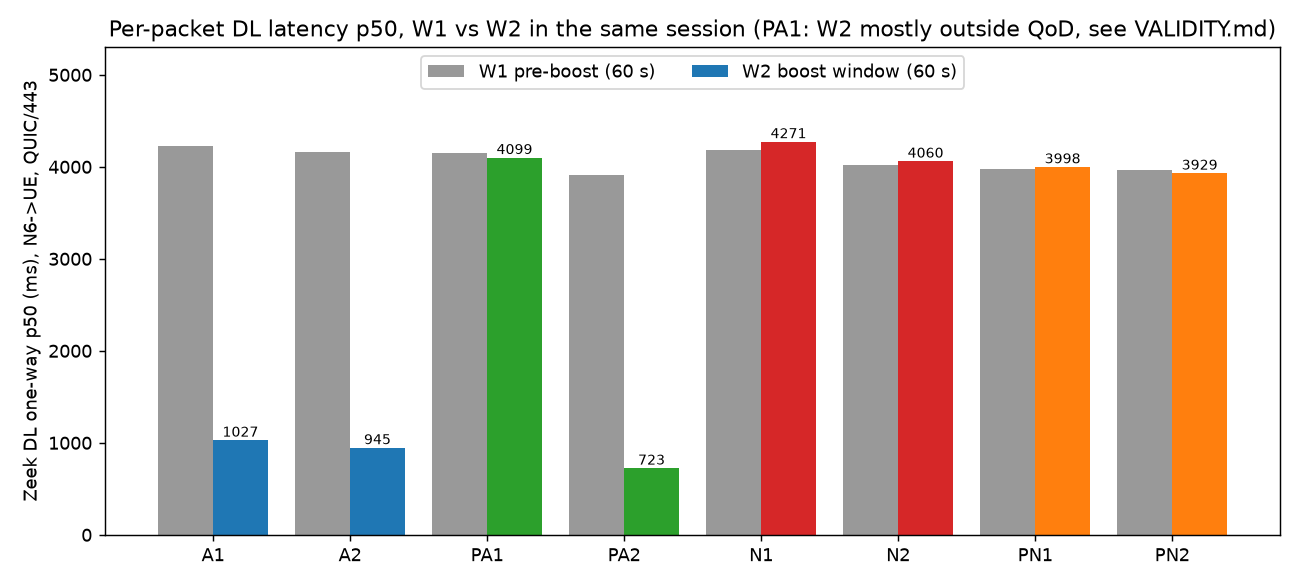 Per-packet DL latency p50, W1 vs W2 in the same session (PA1: W2 mostly outside QoD, see VALIDITY.md)
Zeek DL one-way p50 (ms), N6->UE, QUIC/443
W1 pre-boost (60 s)
W2 boost window (60 s)
5000
4000
3000
2000
1000
0
1027
945
4099
723
4271
4060
3998
3929
A1
A2
PA1
PA2
N1
N2
PN1
PN2